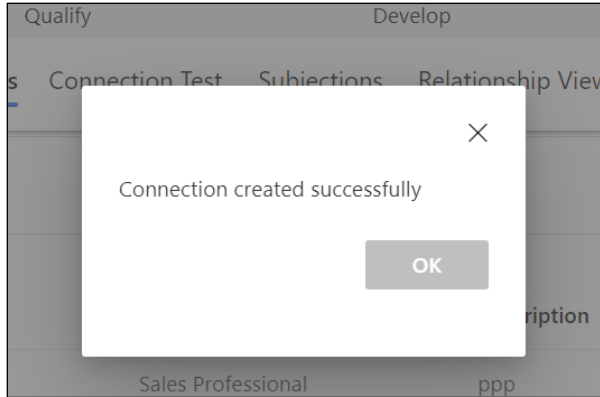 Qualify Develop
s Connection Test Subjections Relationship View
Connection created successfully
OK
ription
Sales Professional ppp